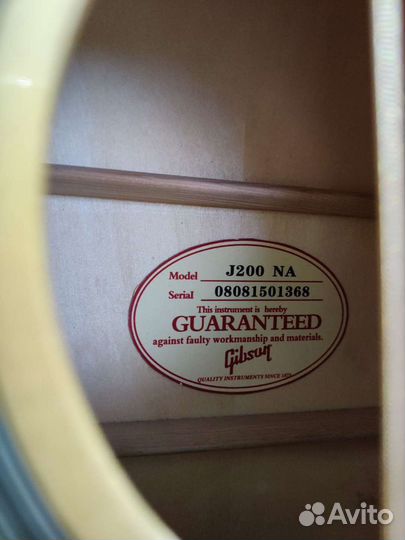 Model J200 NA
Serial 08081501368
This instrument is hereby
GUARANTEED
against faulty workmanship and materials.
Gibson
QUALITY INSTRUMENTS SINCE
Avito